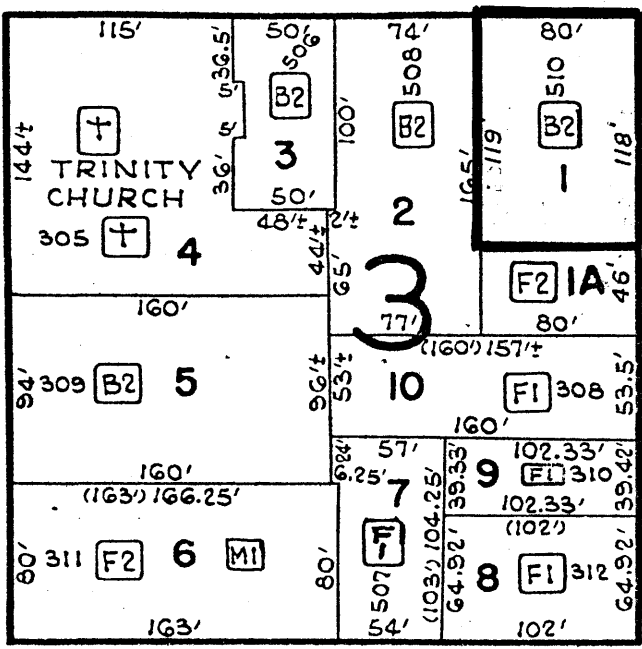 115' 50' 74' 80'
36.5' 506 508 510
5' B2 B2 B2
144'± 5' 100' 119' 118'
TRINITY 36' 3 165' 1
CHURCH 50' 2
305 4 48'± 2'±
44'± 65' F2 1A 46'
3
160' 77' 80'
(160') 157'±
94' 309 B2 5 96'± 53'± 10 F1 308 53.5'
160'
160' 24' 57' 102.33'
6.25' 7 39.33' 9 F1 310 39.42'
(163') 166.25' 102.33'
(103') 104.25' (102')
80' 311 F2 6 M1 80' F1 64.92' 8 F1 312 64.92'
507
163' 54' 102'